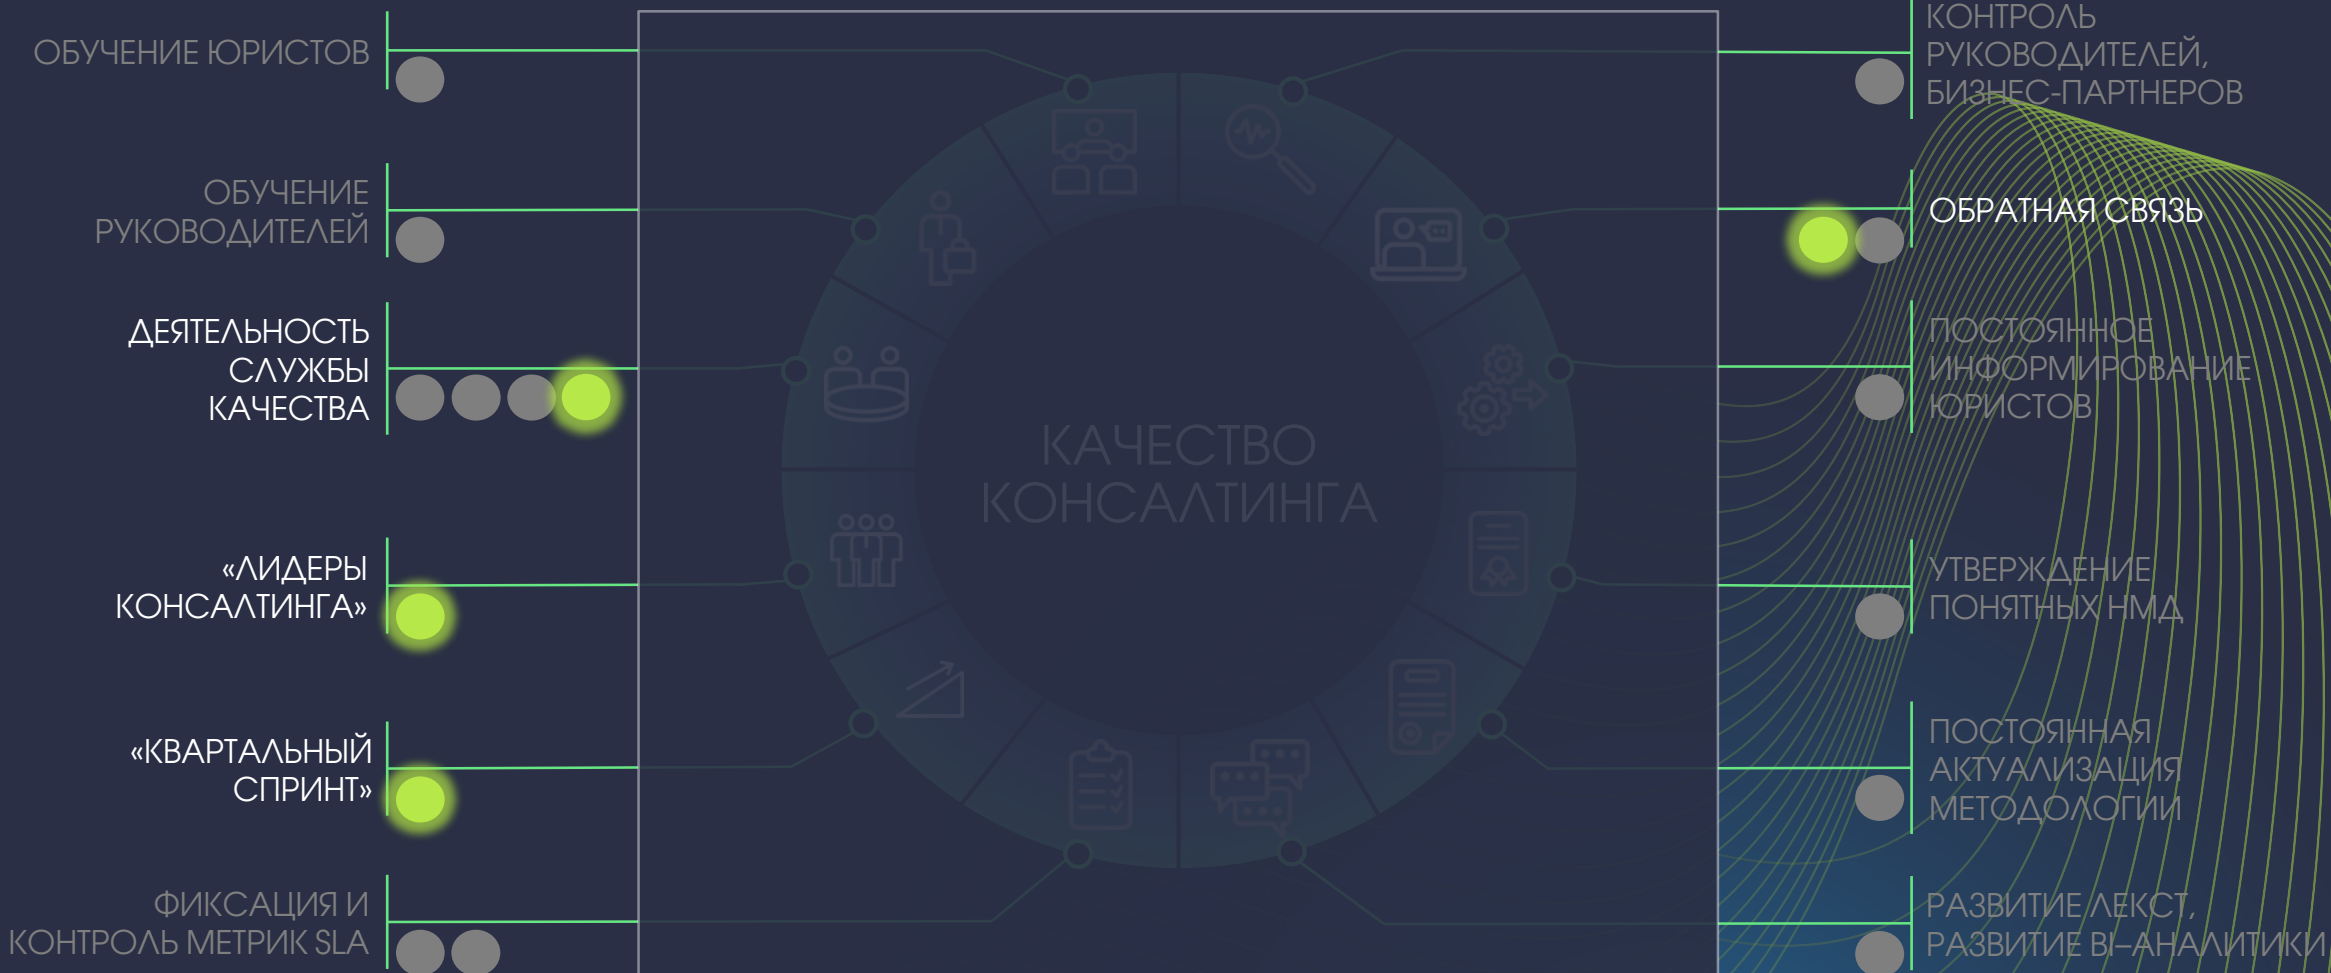 ОБУЧЕНИЕ ЮРИСТОВ
ОБУЧЕНИЕ
РУКОВОДИТЕЛЕЙ
ДЕЯТЕЛЬНОСТЬ
СЛУЖБЫ
КАЧЕСТВА
«ЛИДЕРЫ
КОНСАЛТИНГА»
«КВАРТАЛЬНЫЙ
СПРИНТ»
ФИКСАЦИЯ И
КОНТРОЛЬ МЕТРИК SLA
КАЧЕСТВО
КОНСАЛТИНГА
КОНТРОЛЬ
РУКОВОДИТЕЛЕЙ,
БИЗНЕС-ПАРТНЕРОВ
ОБРАТНАЯ СВЯЗЬ
ПОСТОЯННОЕ
ИНФОРМИРОВАНИЕ
ЮРИСТОВ
УТВЕРЖДЕНИЕ
ПОНЯТНЫХ НМД
ПОСТОЯННАЯ
АКТУАЛИЗАЦИЯ
МЕТОДОЛОГИИ
РАЗВИТИЕ ЛЕКСТ,
РАЗВИТИЕ BI–АНАЛИТИКИ